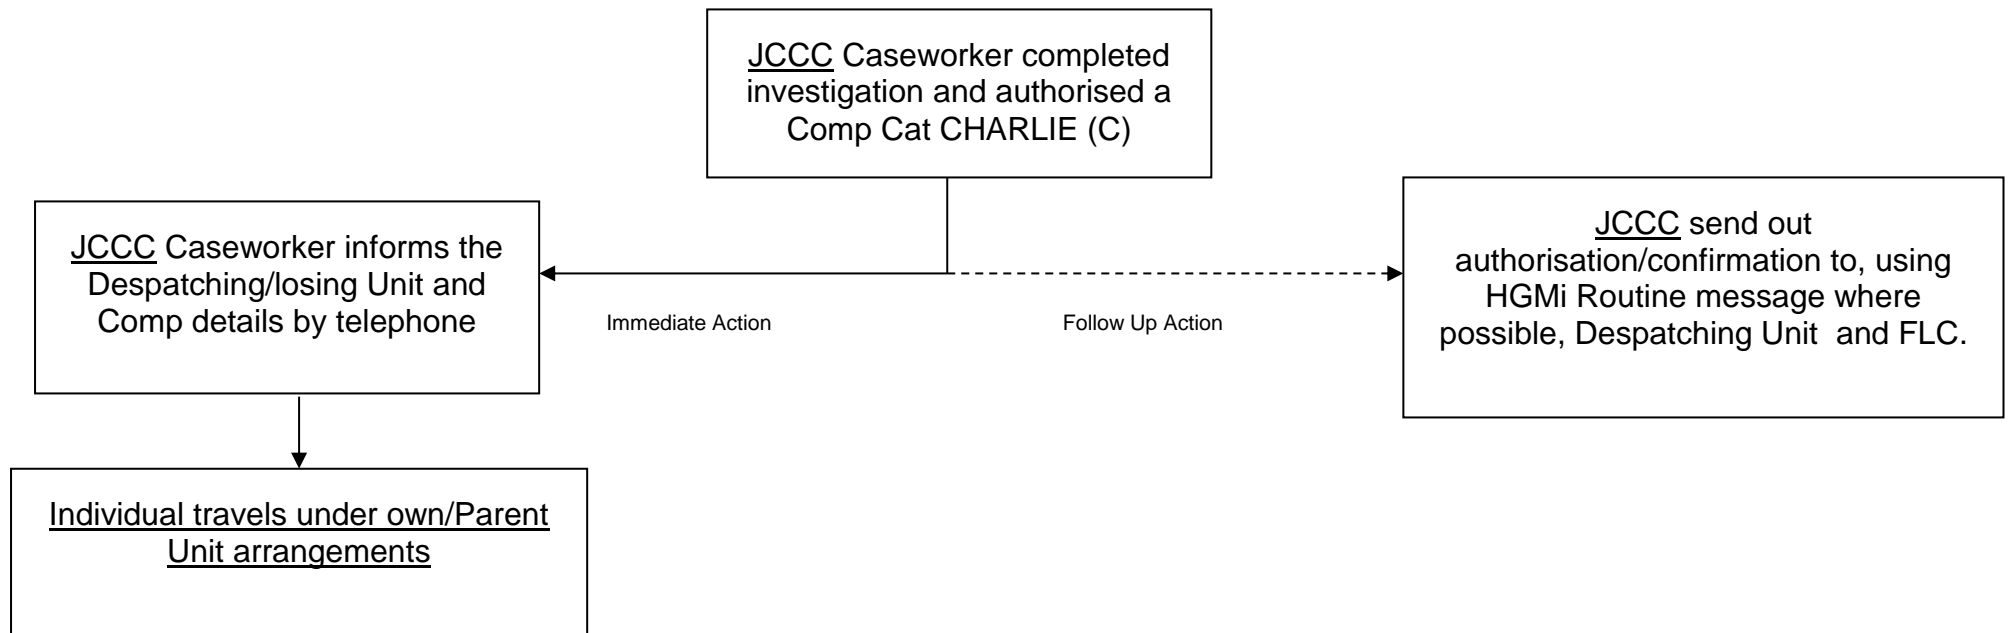 JCCC Caseworker completed
investigation and authorised a
Comp Cat CHARLIE (C)
JCCC Caseworker informs the
Despatching/losing Unit and
Comp details by telephone
Immediate Action
Follow Up Action
JCCC send out
authorisation/confirmation to, using
HGMi Routine message where
possible, Despatching Unit and FLC.
Individual travels under own/Parent
Unit arrangements